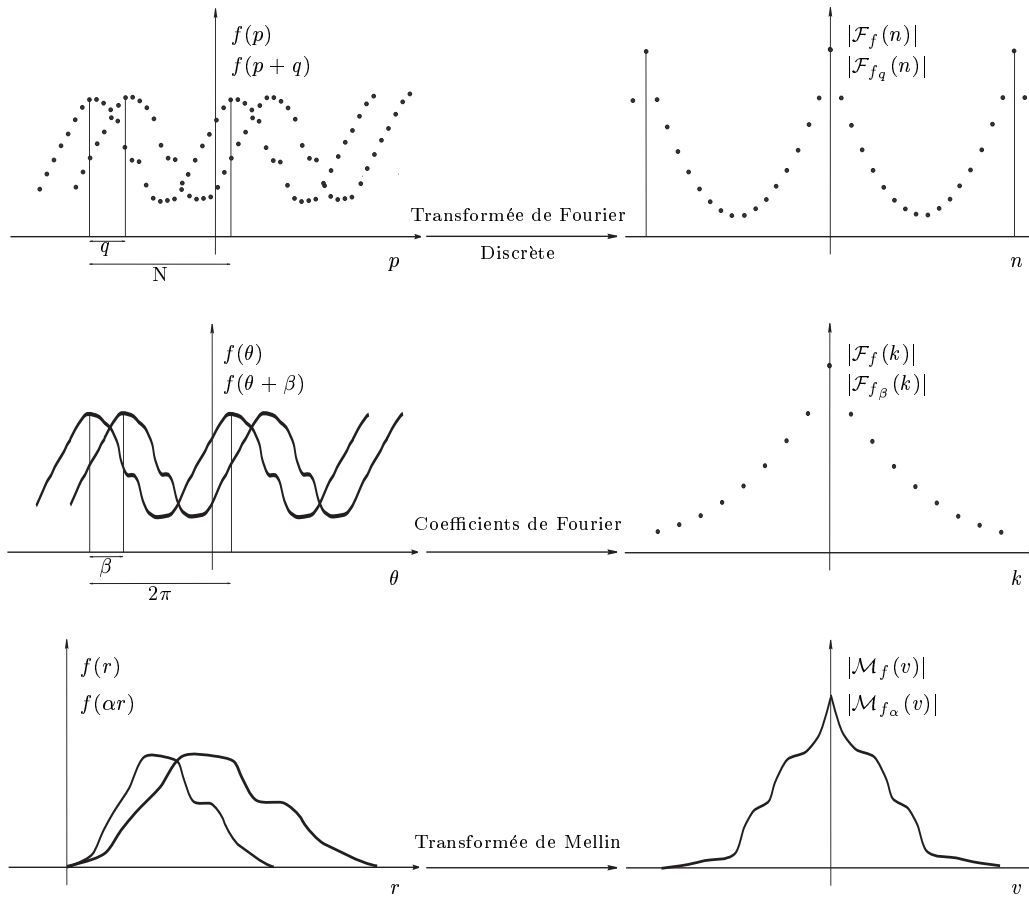 f(p)
f(p + q)
|𝓕_f(n)|
|𝓕_{f_q}(n)|
Transformée de Fourier
Discrète
q
N
p
n
f(θ)
f(θ + β)
|𝓕_f(k)|
|𝓕_{f_β}(k)|
Coefficients de Fourier
β
2π
θ
k
f(r)
f(αr)
|𝓜_f(v)|
|𝓜_{f_α}(v)|
Transformée de Mellin
r
v